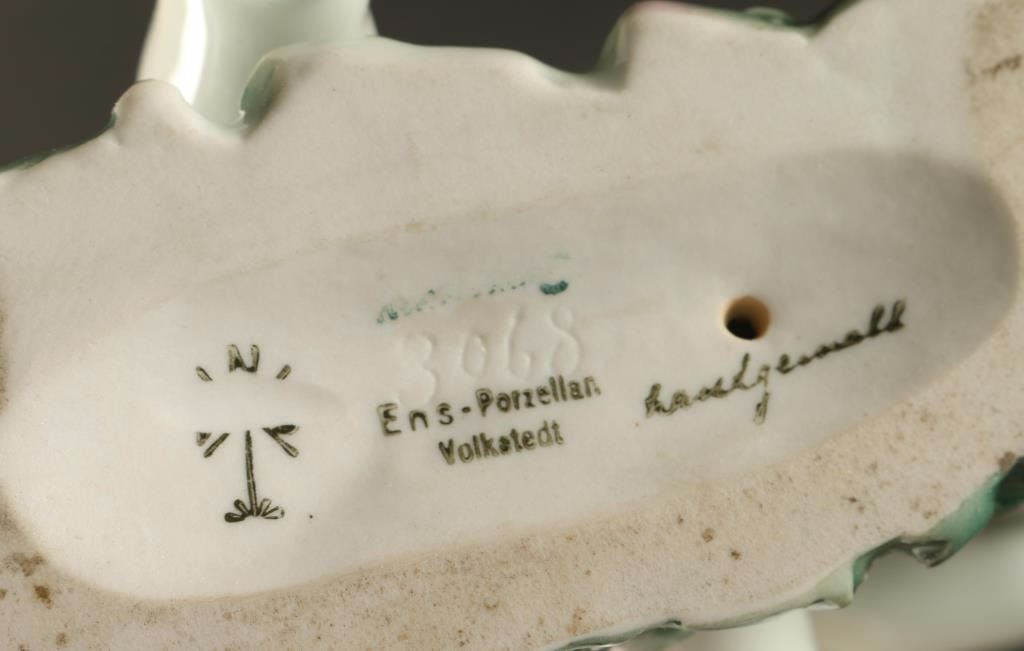 N
3068
Ens-Porzellan
Volkstedt
handgemalt